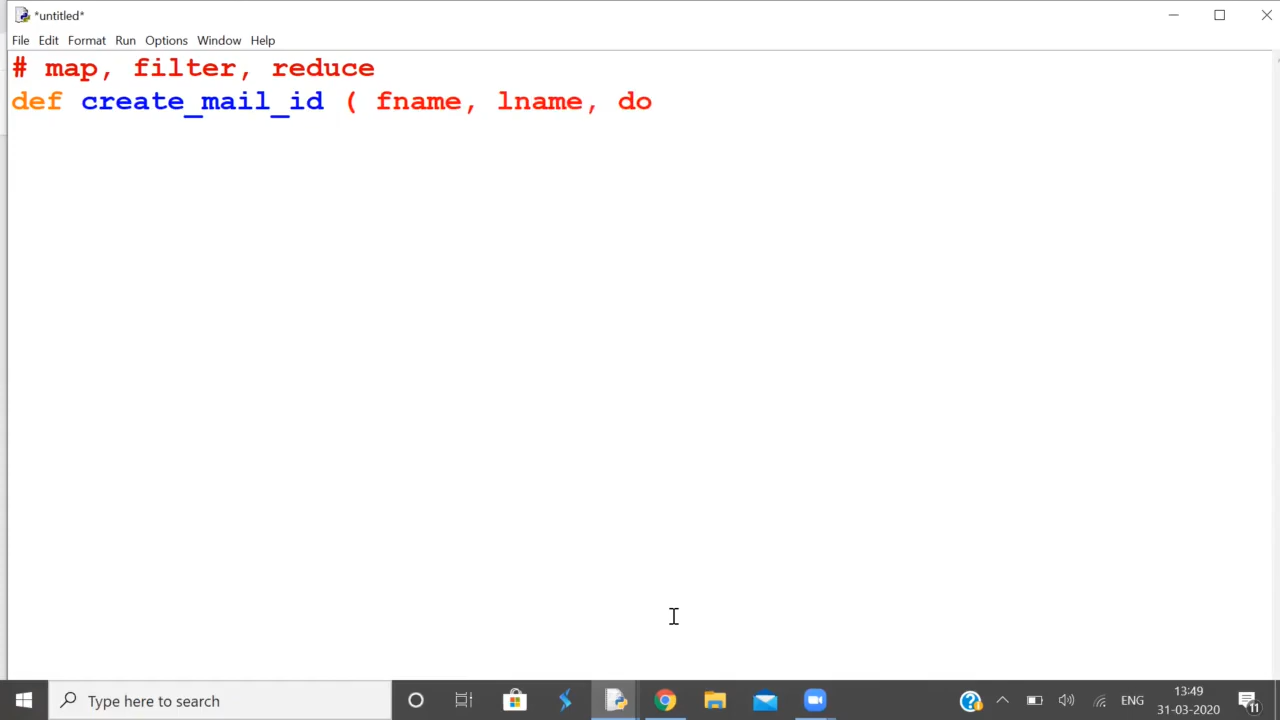 *untitled*
File Edit Format Run Options Window Help
# map, filter, reduce
def create_mail_id ( fname, lname, do
Type here to search
ENG
13:49
31-03-2020
11